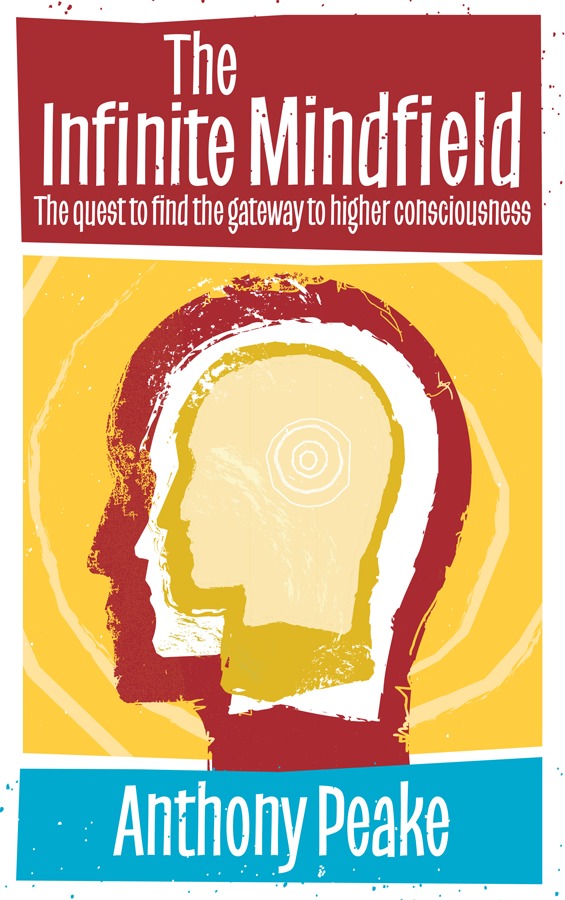 The
Infinite Mindfield
The quest to find the gateway to higher consciousness
Anthony Peake